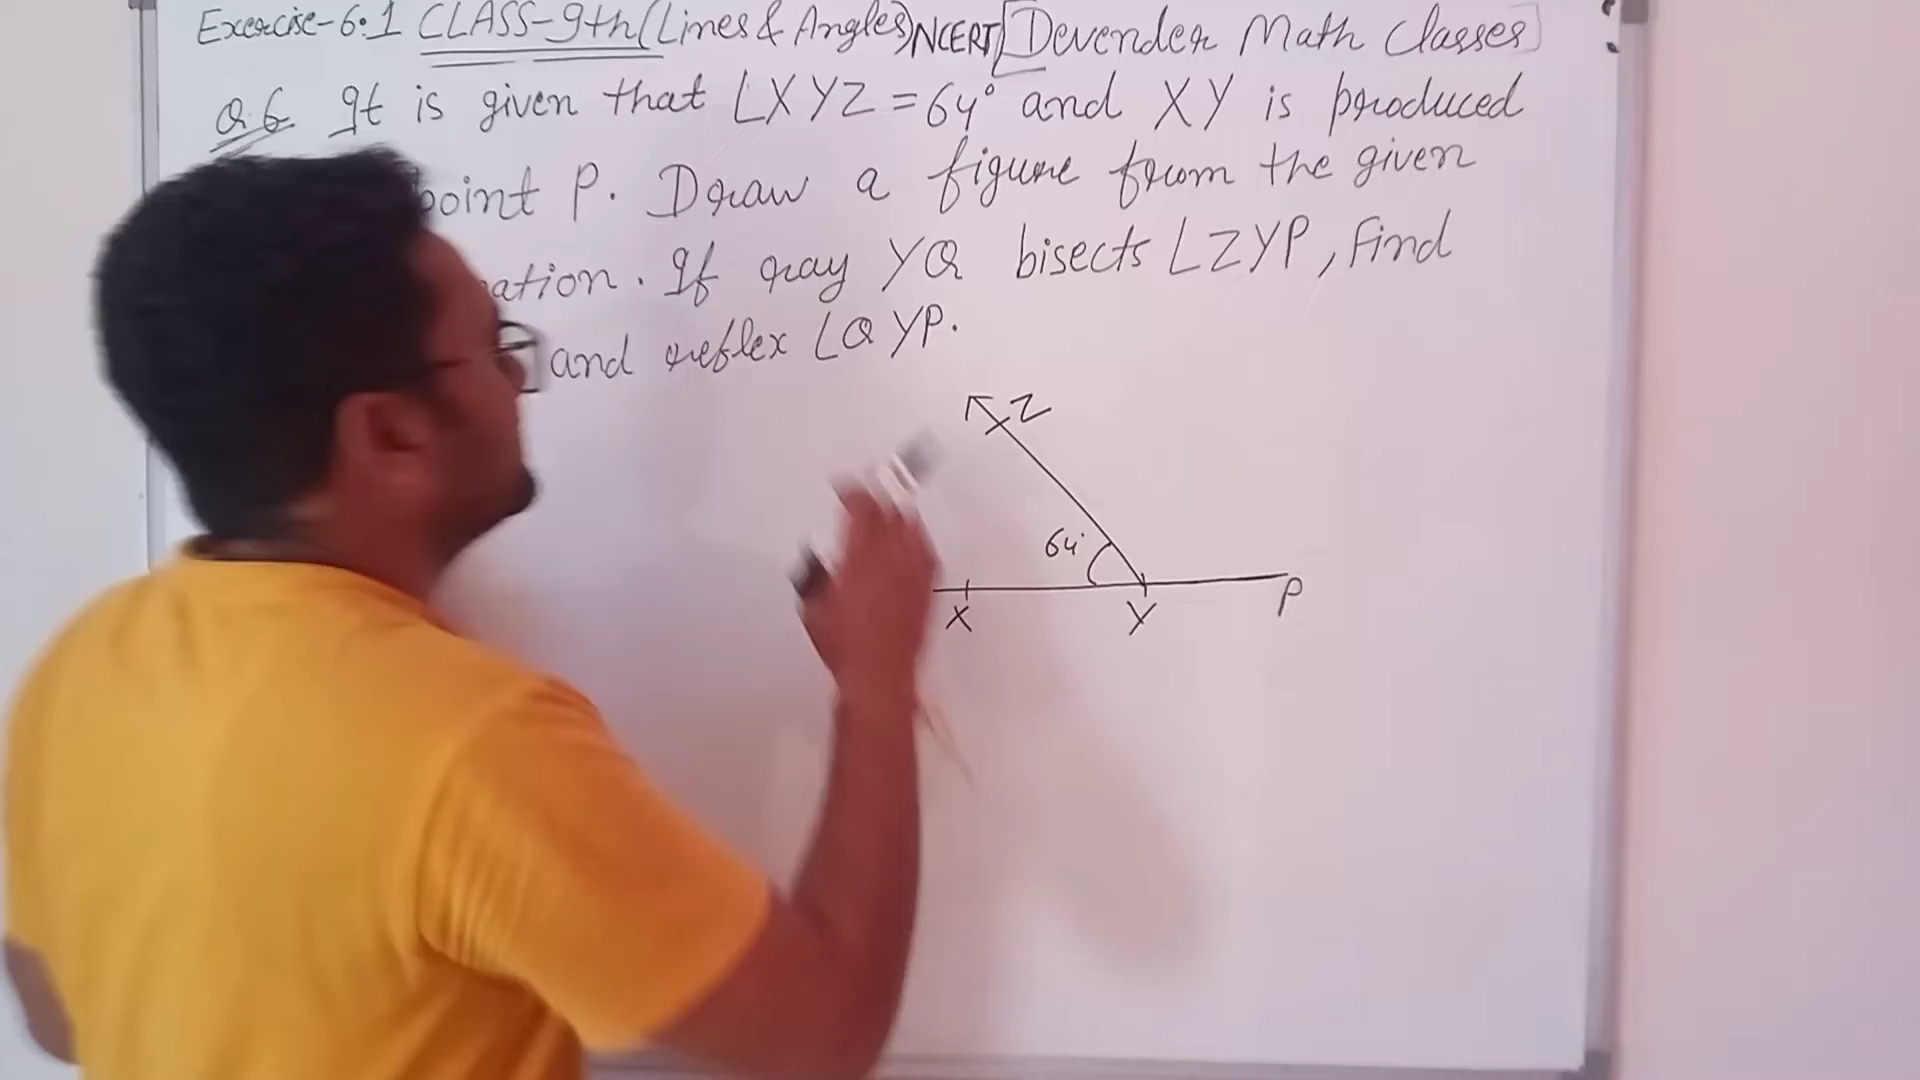 Exercise-6.1 CLASS-9th (Lines & Angles) NCERT [Devender Math Classes]
Q.6 It is given that ∠XYZ = 64° and XY is produced
point P. Draw a figure from the given
ation. If ray YQ bisects ∠ZYP, Find
and reflex ∠QYP.
Z
64°
X Y P